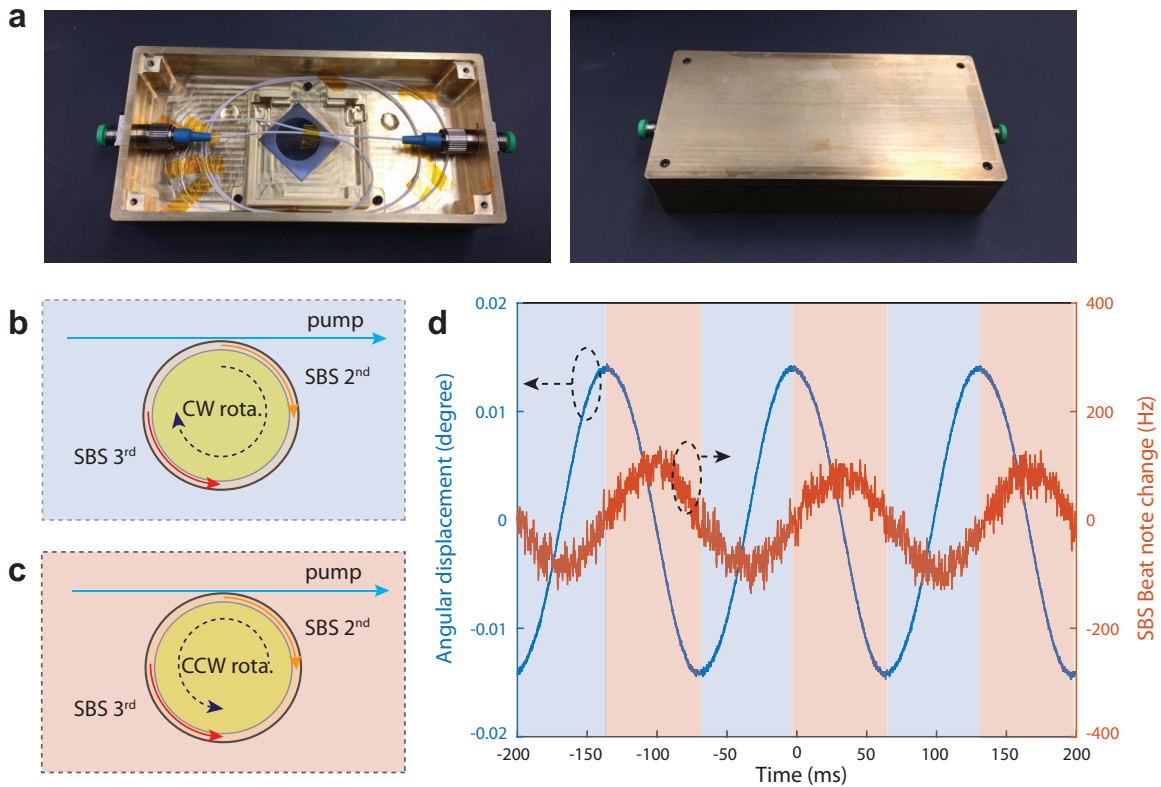 a
b
pump
SBS 2nd
CW rota.
SBS 3rd
c
pump
SBS 2nd
CCW rota.
SBS 3rd
d
0.02
0.01
0
-0.01
-0.02
Angular displacement (degree)
400
200
0
-200
-400
SBS Beat note change (Hz)
-200 -150 -100 -50 0 50 100 150 200
Time (ms)